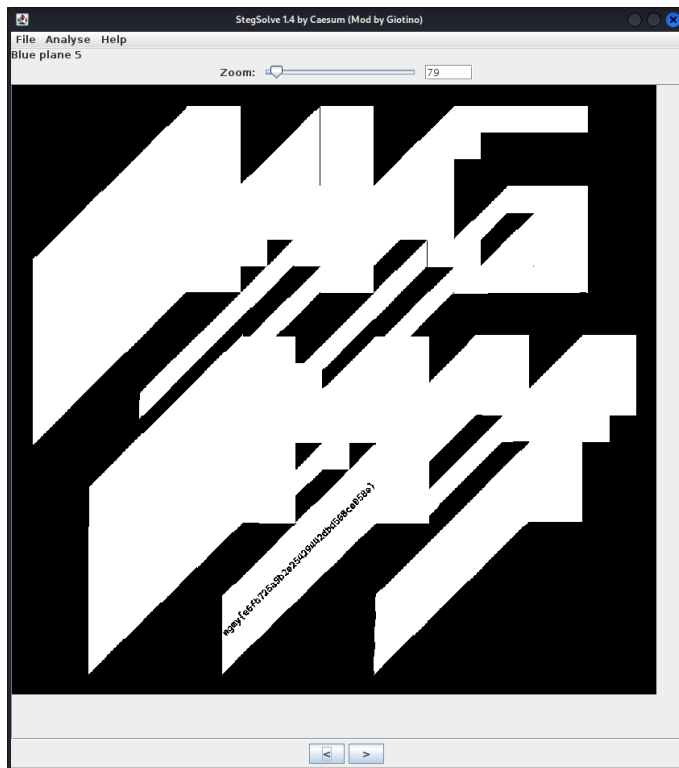 StegSolve 1.4 by Caesum (Mod by Giotino)
File Analyse Help
Blue plane 5
Zoom: 79
< >